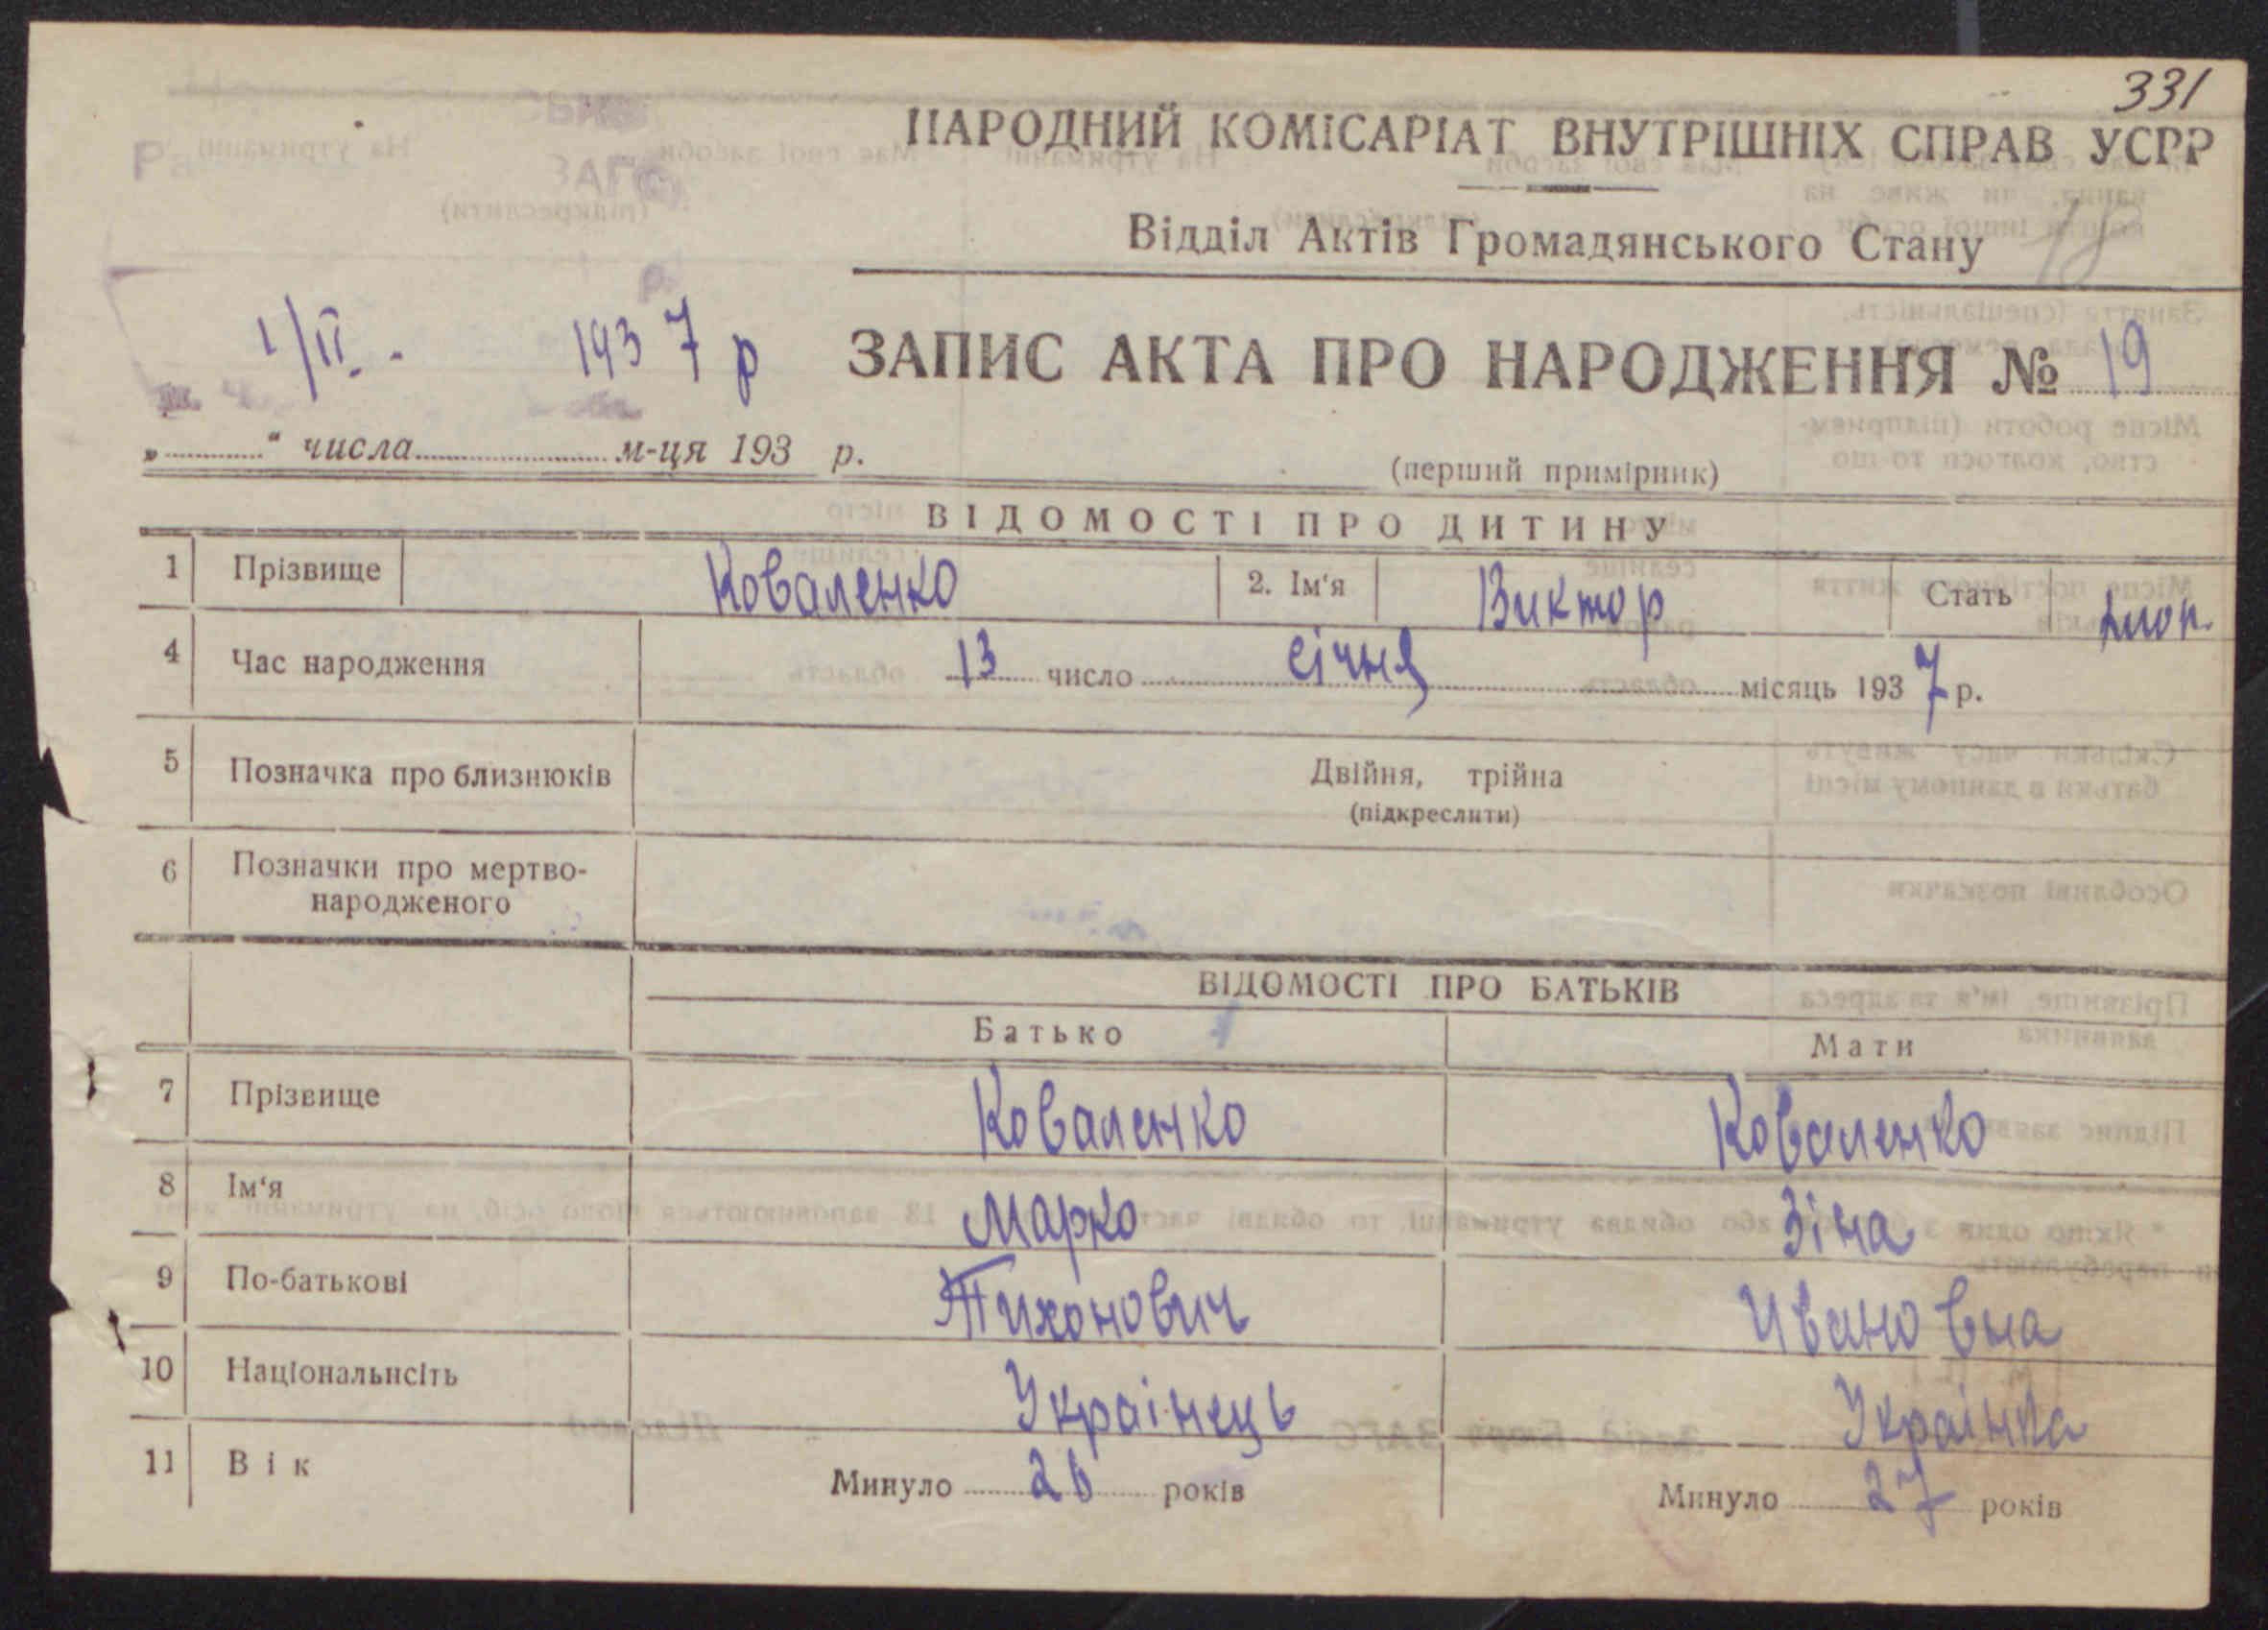 331
НАРОДНИЙ КОМІСАРІАТ ВНУТРІШНІХ СПРАВ УСРР
Відділ Актів Громадянського Стану
1/II. 1937 р
ЗАПИС АКТА ПРО НАРОДЖЕННЯ № 19
„ “ числа м-ця 193 р.
(перший примірник)
ВІДОМОСТІ ПРО ДИТИНУ
1 Прізвище Коваленко 2. Ім‘я Виктор Стать
4 Час народження 13 число січня місяць 1937 р.
5 Позначка про близнюків Двійня, трійна
(підкреслити)
6 Позначки про мертво-
народженого
ВІДОМОСТІ ПРО БАТЬКІВ
Батько Мати
7 Прізвище Коваленко Коваленко
8 Ім‘я Марко Зіна
9 По-батькові Тихонович Ивановна
10 Національнсіть Українець Українка
11 Вік Минуло 26 років Минуло 27 років